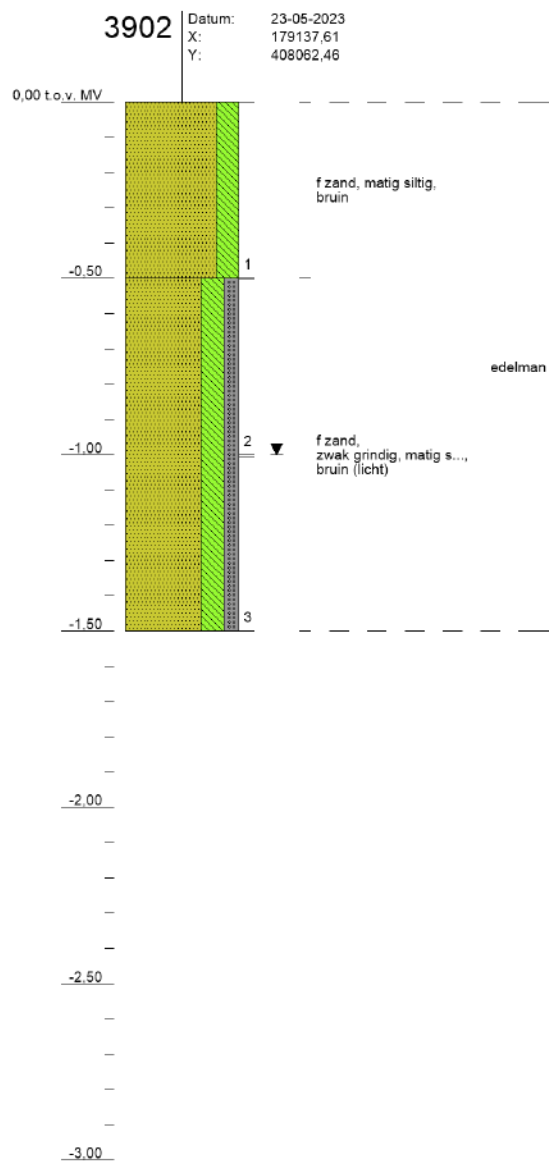 3902
Datum: 23-05-2023
X: 179137,61
Y: 408062,46
0,00 t.o.v. MV
f zand, matig siltig,
bruin
1
-0,50
edelman
2
f zand,
-1,00
zwak grindig, matig s...,
bruin (licht)
3
-1,50
-2,00
-2,50
-3,00